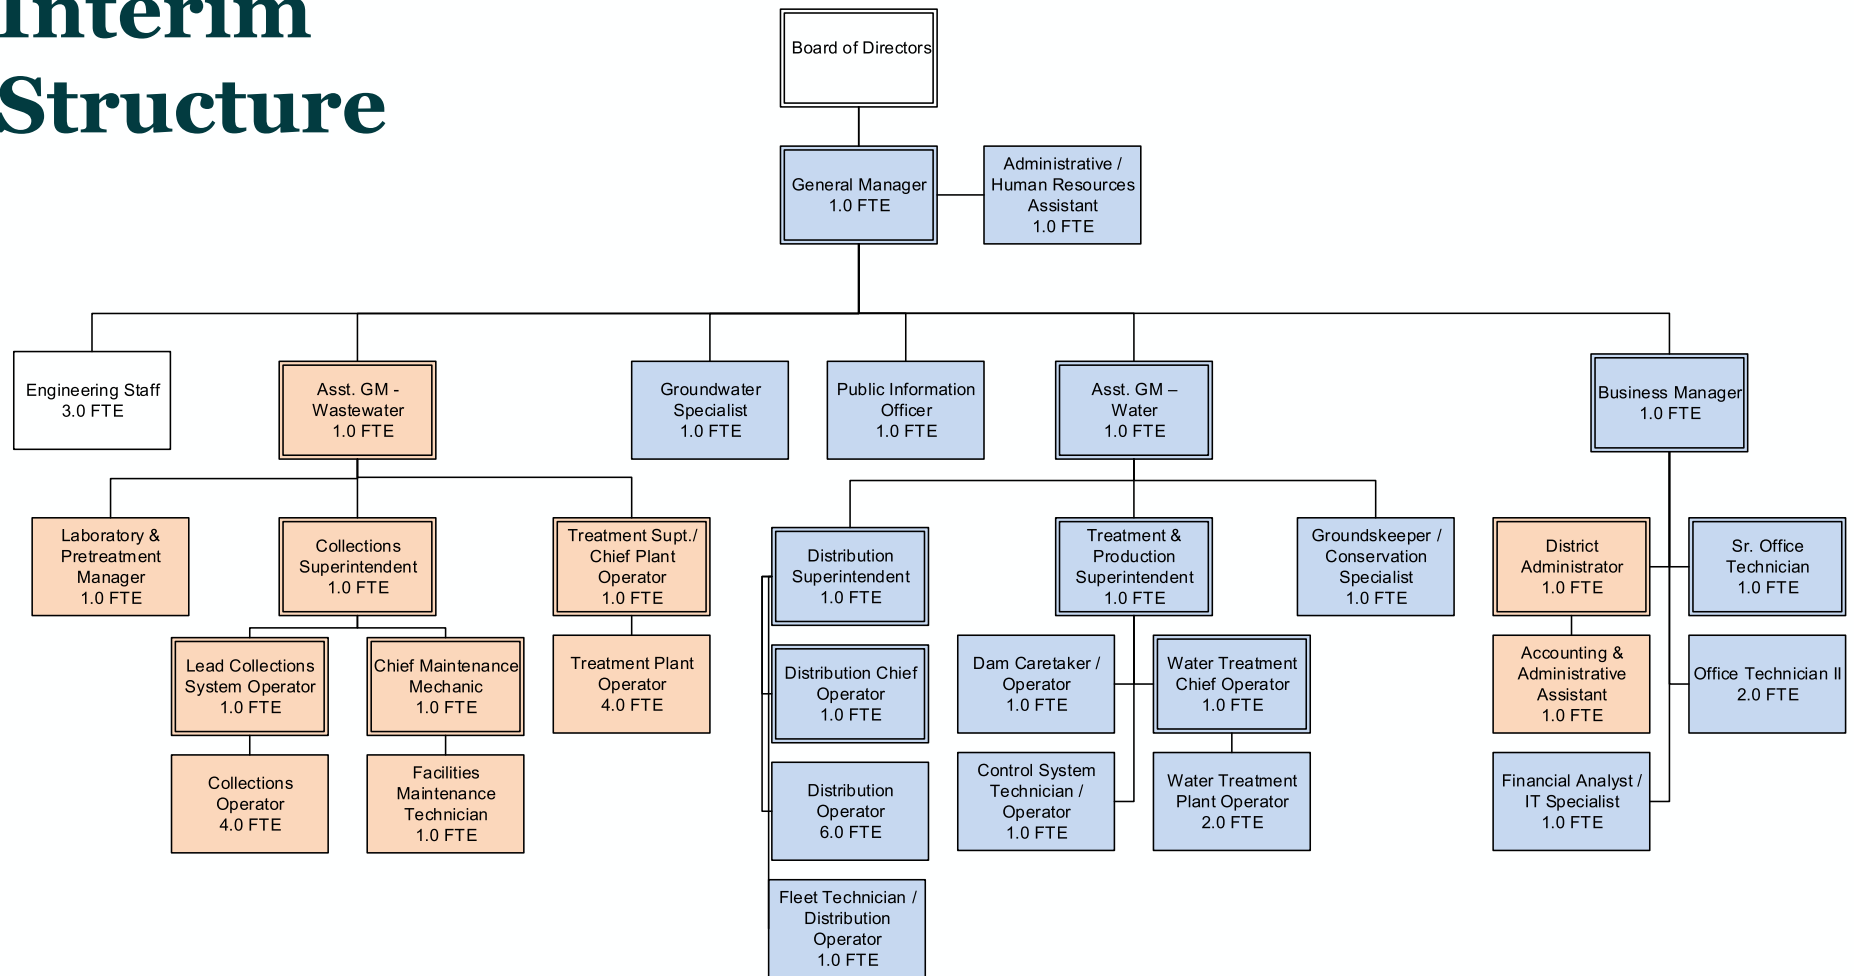 Interim
Structure
Board of Directors
General Manager
1.0 FTE
Administrative /
Human Resources
Assistant
1.0 FTE
Engineering Staff
3.0 FTE
Asst. GM -
Wastewater
1.0 FTE
Groundwater
Specialist
1.0 FTE
Public Information
Officer
1.0 FTE
Asst. GM –
Water
1.0 FTE
Business Manager
1.0 FTE
Laboratory &
Pretreatment
Manager
1.0 FTE
Collections
Superintendent
1.0 FTE
Treatment Supt./
Chief Plant
Operator
1.0 FTE
Distribution
Superintendent
1.0 FTE
Treatment &
Production
Superintendent
1.0 FTE
Groundskeeper /
Conservation
Specialist
1.0 FTE
District
Administrator
1.0 FTE
Sr. Office
Technician
1.0 FTE
Lead Collections
System Operator
1.0 FTE
Chief Maintenance
Mechanic
1.0 FTE
Treatment Plant
Operator
4.0 FTE
Distribution Chief
Operator
1.0 FTE
Dam Caretaker /
Operator
1.0 FTE
Water Treatment
Chief Operator
1.0 FTE
Accounting &
Administrative
Assistant
1.0 FTE
Office Technician II
2.0 FTE
Collections
Operator
4.0 FTE
Facilities
Maintenance
Technician
1.0 FTE
Distribution
Operator
6.0 FTE
Control System
Technician /
Operator
1.0 FTE
Water Treatment
Plant Operator
2.0 FTE
Financial Analyst /
IT Specialist
1.0 FTE
Fleet Technician /
Distribution
Operator
1.0 FTE